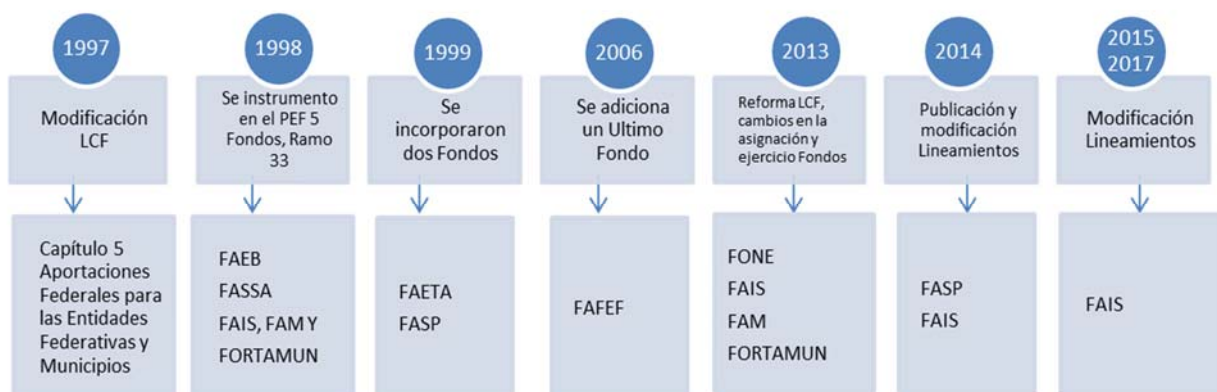 1997
Modificación
LCF
Capítulo 5
Aportaciones
Federales para
las Entidades
Federativas y
Municipios
1998
Se instrumento
en el PEF 5
Fondos, Ramo
33
FAEB
FASSA
FAIS, FAM Y
FORTAMUN
1999
Se
incorporaron
dos Fondos
FAETA
FASP
2006
Se adiciona
un Ultimo
Fondo
FAFEF
2013
Reforma LCF,
cambios en la
asignación y
ejercicio Fondos
FONE
FAIS
FAM
FORTAMUN
2014
Publicación y
modificación
Lineamientos
FASP
FAIS
2015
2017
Modificación
Lineamientos
FAIS